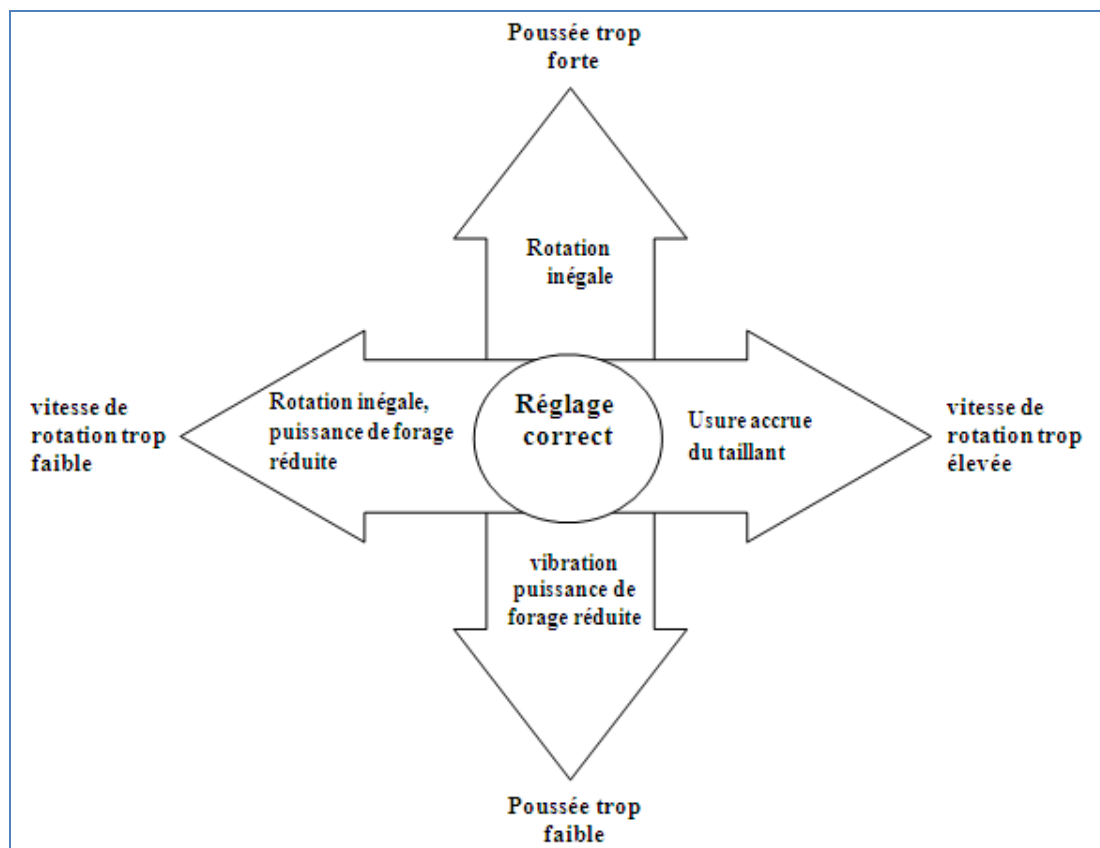 Poussée trop
forte
Rotation
inégale
vitesse de
rotation trop
faible
Rotation inégale,
puissance de forage
réduite
Réglage
correct
Usure accrue
du taillant
vitesse de
rotation trop
élevée
vibration
puissance de
forage réduite
Poussée trop
faible